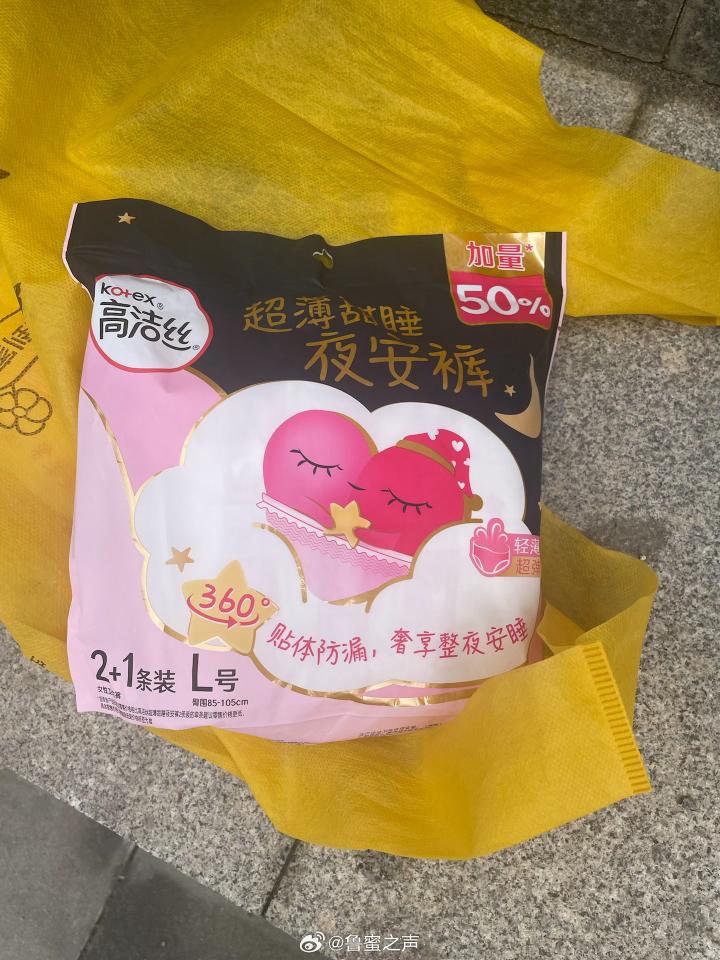 加量*
50%
kotex®
高洁丝®
超薄甜睡
夜安裤
轻薄
超弹
360°
贴体防漏，奢享整夜安睡
2+1条装 L号
臀围85-105cm
@鲁蜜之声